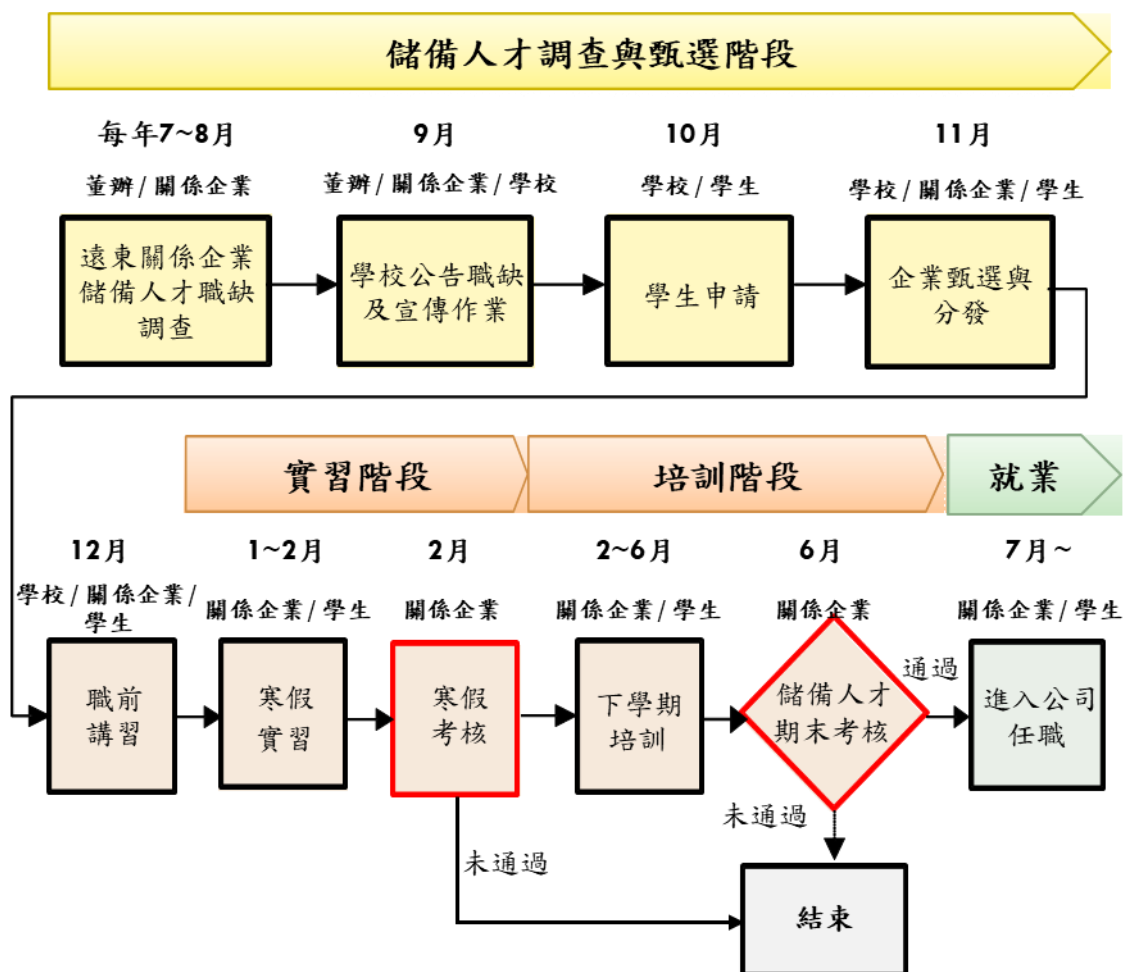 儲備人才調查與甄選階段
每年7~8月
董辦/關係企業
遠東關係企業
儲備人才職缺
調查
9月
董辦/關係企業/學校
學校公告職缺
及宣傳作業
10月
學校/學生
學生申請
11月
學校/關係企業/學生
企業甄選與
分發
實習階段
培訓階段
就業
12月
學校/關係企業/
學生
職前
講習
1~2月
關係企業/學生
寒假
實習
2月
關係企業
寒假
考核
未通過
2~6月
關係企業/學生
下學期
培訓
6月
關係企業
儲備人才
期末考核
通過
未通過
7月~
關係企業/學生
進入公司
任職
結束